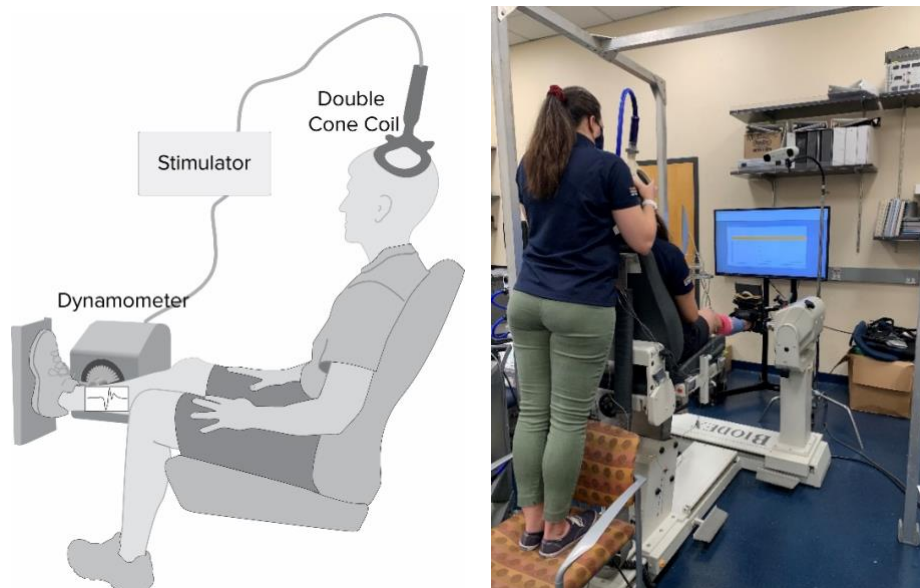 Double
Cone Coil
Stimulator
Dynamometer
BIODEX